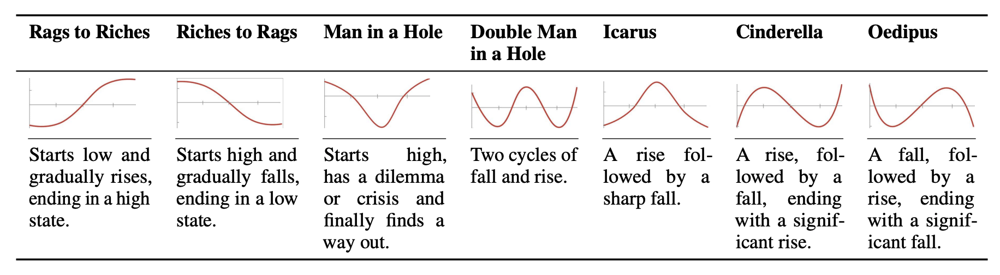 Rags to Riches
Riches to Rags
Man in a Hole
Double Man
in a Hole
Icarus
Cinderella
Oedipus
Starts low and
gradually rises,
ending in a high
state.
Starts high and
gradually falls,
ending in a low
state.
Starts high,
has a dilemma
or crisis and
finally finds a
way out.
Two cycles of
fall and rise.
A rise fol-
lowed by a
sharp fall.
A rise, fol-
lowed by a
fall, ending
with a signif-
icant rise.
A fall, fol-
lowed by a
rise, ending
with a signif-
icant fall.